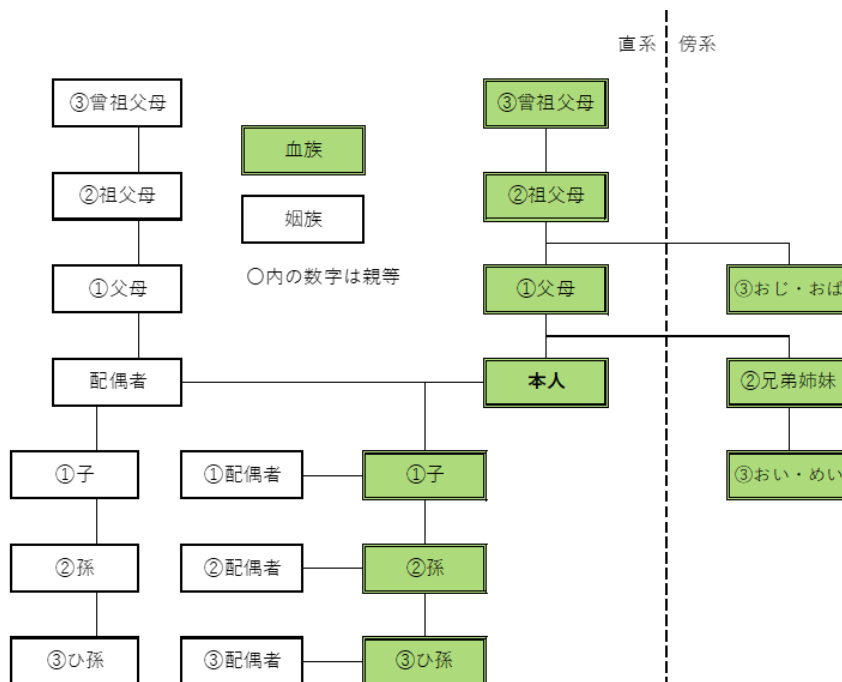 直系 傍系
③曾祖父母
③曾祖父母
血族
②祖父母
②祖父母
姻族
〇内の数字は親等
①父母
①父母
③おじ・おば
配偶者
本人
②兄弟姉妹
①子
①配偶者
①子
③おい・めい
②孫
②配偶者
②孫
③ひ孫
③配偶者
③ひ孫